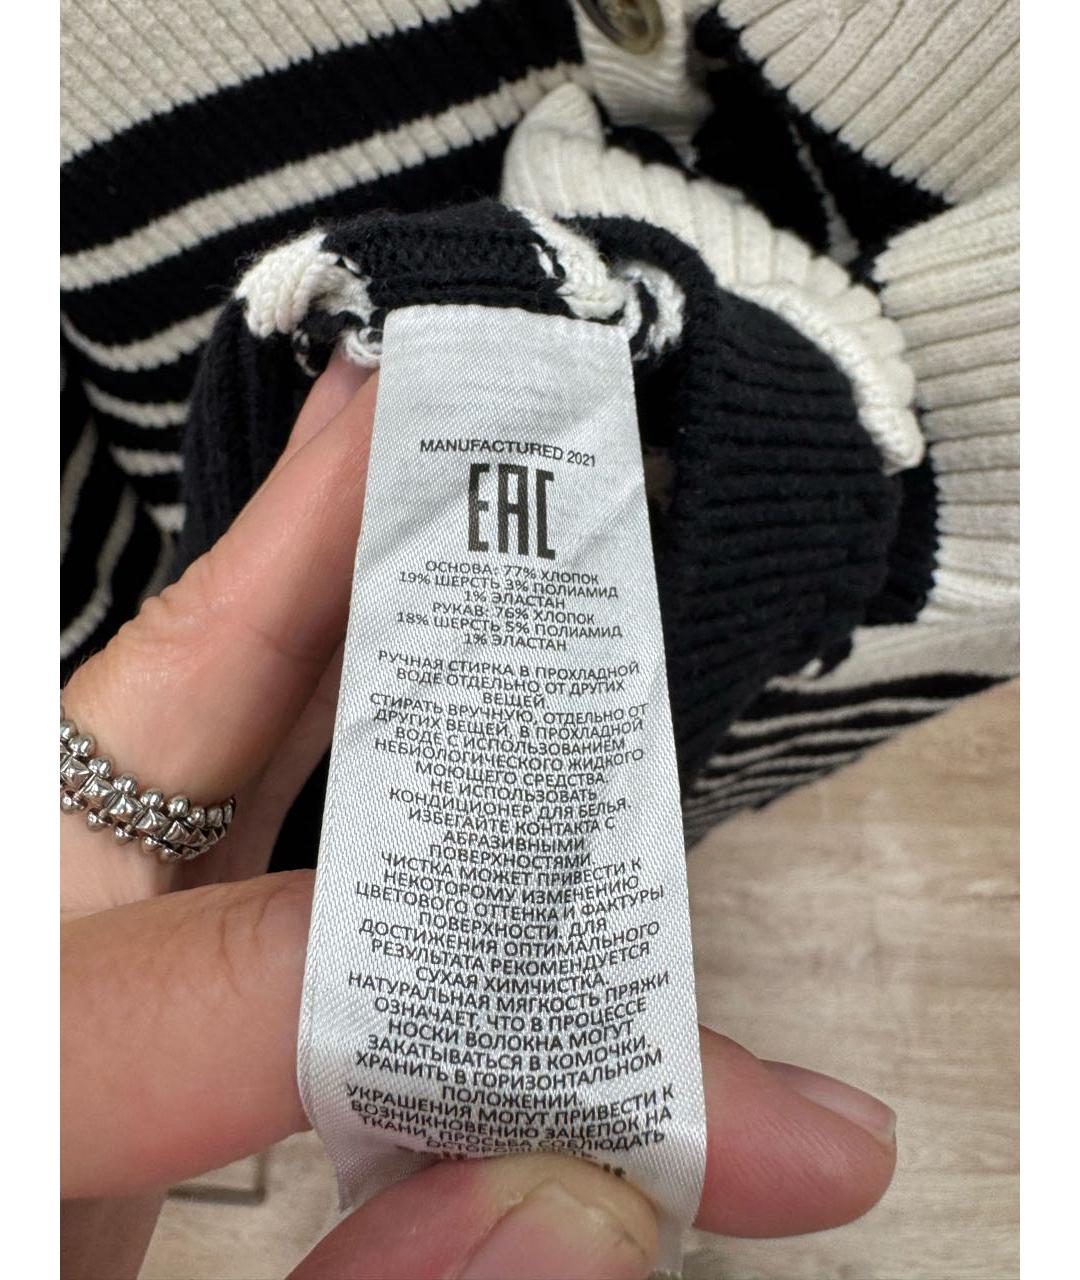 MANUFACTURED 2021
EAC
ОСНОВА: 77% ХЛОПОК
19% ШЕРСТЬ 3% ПОЛИАМИД
1% ЭЛАСТАН
РУКАВ: 76% ХЛОПОК
18% ШЕРСТЬ 5% ПОЛИАМИД
1% ЭЛАСТАН
РУЧНАЯ СТИРКА В ПРОХЛАДНОЙ
ВОДЕ ОТДЕЛЬНО ОТ ДРУГИХ
ВЕЩЕЙ.
СТИРАТЬ ВРУЧНУЮ, ОТДЕЛЬНО ОТ
ДРУГИХ ВЕЩЕЙ, В ПРОХЛАДНОЙ
ВОДЕ С ИСПОЛЬЗОВАНИЕМ
НЕБИОЛОГИЧЕСКОГО ЖИДКОГО
МОЮЩЕГО СРЕДСТВА.
НЕ ИСПОЛЬЗОВАТЬ
КОНДИЦИОНЕР ДЛЯ БЕЛЬЯ.
ИЗБЕГАЙТЕ КОНТАКТА С
АБРАЗИВНЫМИ
ПОВЕРХНОСТЯМИ.
ЧИСТКА МОЖЕТ ПРИВЕСТИ К
НЕКОТОРОМУ ИЗМЕНЕНИЮ
ЦВЕТОВОГО ОТТЕНКА И ФАКТУРЫ
ПОВЕРХНОСТИ. ДЛЯ
ДОСТИЖЕНИЯ ОПТИМАЛЬНОГО
РЕЗУЛЬТАТА РЕКОМЕНДУЕТСЯ
СУХАЯ ХИМЧИСТКА.
НАТУРАЛЬНАЯ МЯГКОСТЬ ПРЯЖИ
ОЗНАЧАЕТ, ЧТО В ПРОЦЕССЕ
НОСКИ ВОЛОКНА МОГУТ
ЗАКАТЫВАТЬСЯ В КОМОЧКИ.
ХРАНИТЬ В ГОРИЗОНТАЛЬНОМ
ПОЛОЖЕНИИ.
УКРАШЕНИЯ МОГУТ ПРИВЕСТИ К
ВОЗНИКНОВЕНИЮ ЗАЦЕПОК НА
ТКАНИ, ПРОСЬБА СОБЛЮДАТЬ
ОСТОРОЖНОСТЬ.